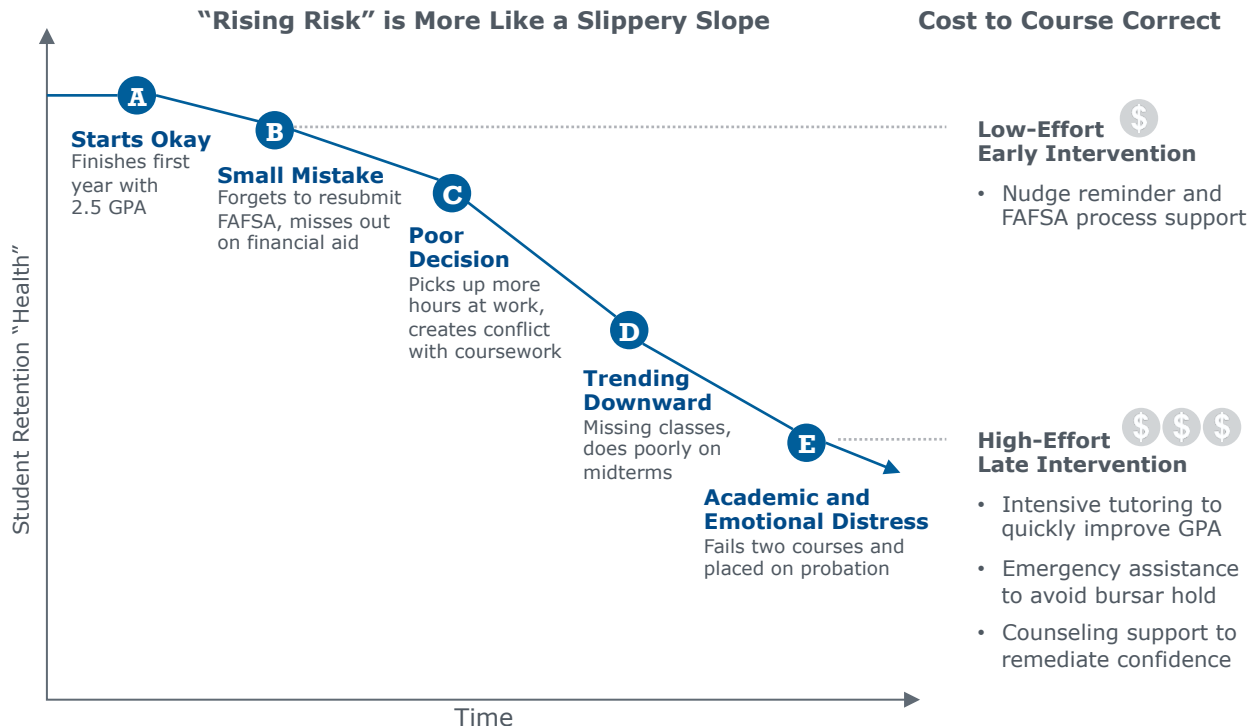 “Rising Risk” is More Like a Slippery Slope
Cost to Course Correct
Student Retention “Health”
A
Starts Okay
Finishes first
year with
2.5 GPA
B
Small Mistake
Forgets to resubmit
FAFSA, misses out
on financial aid
C
Poor
Decision
Picks up more
hours at work,
creates conflict
with coursework
D
Trending
Downward
Missing classes,
does poorly on
midterms
E
Academic and
Emotional Distress
Fails two courses and
placed on probation
Time
Low-Effort $
Early Intervention
• Nudge reminder and
FAFSA process support
High-Effort $ $ $
Late Intervention
• Intensive tutoring to
quickly improve GPA
• Emergency assistance
to avoid bursar hold
• Counseling support to
remediate confidence